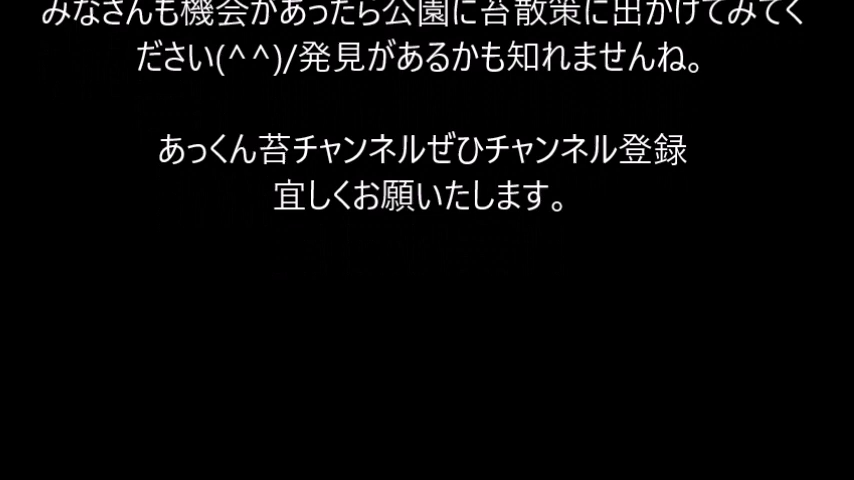 みなさんも機会があったら公園に苔散策に出かけてみてく
ださい(^^)/発見があるかも知れませんね。
あっくん苔チャンネルぜひチャンネル登録
宜しくお願いたします。